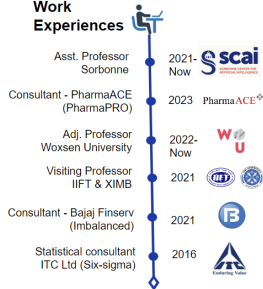 Work
Experiences
Asst. Professor
Sorbonne
2021-
Now
scai
Consultant - PharmaACE
(PharmaPRO)
2023
PharmaACE
Adj. Professor
Woxsen University
2022-
Now
W U
Visiting Professor
IIFT & XIMB
2021
IIFT
Consultant - Bajaj Finserv
(Imbalanced)
2021
B
Statistical consultant
ITC Ltd (Six-sigma)
2016
Enduring Value